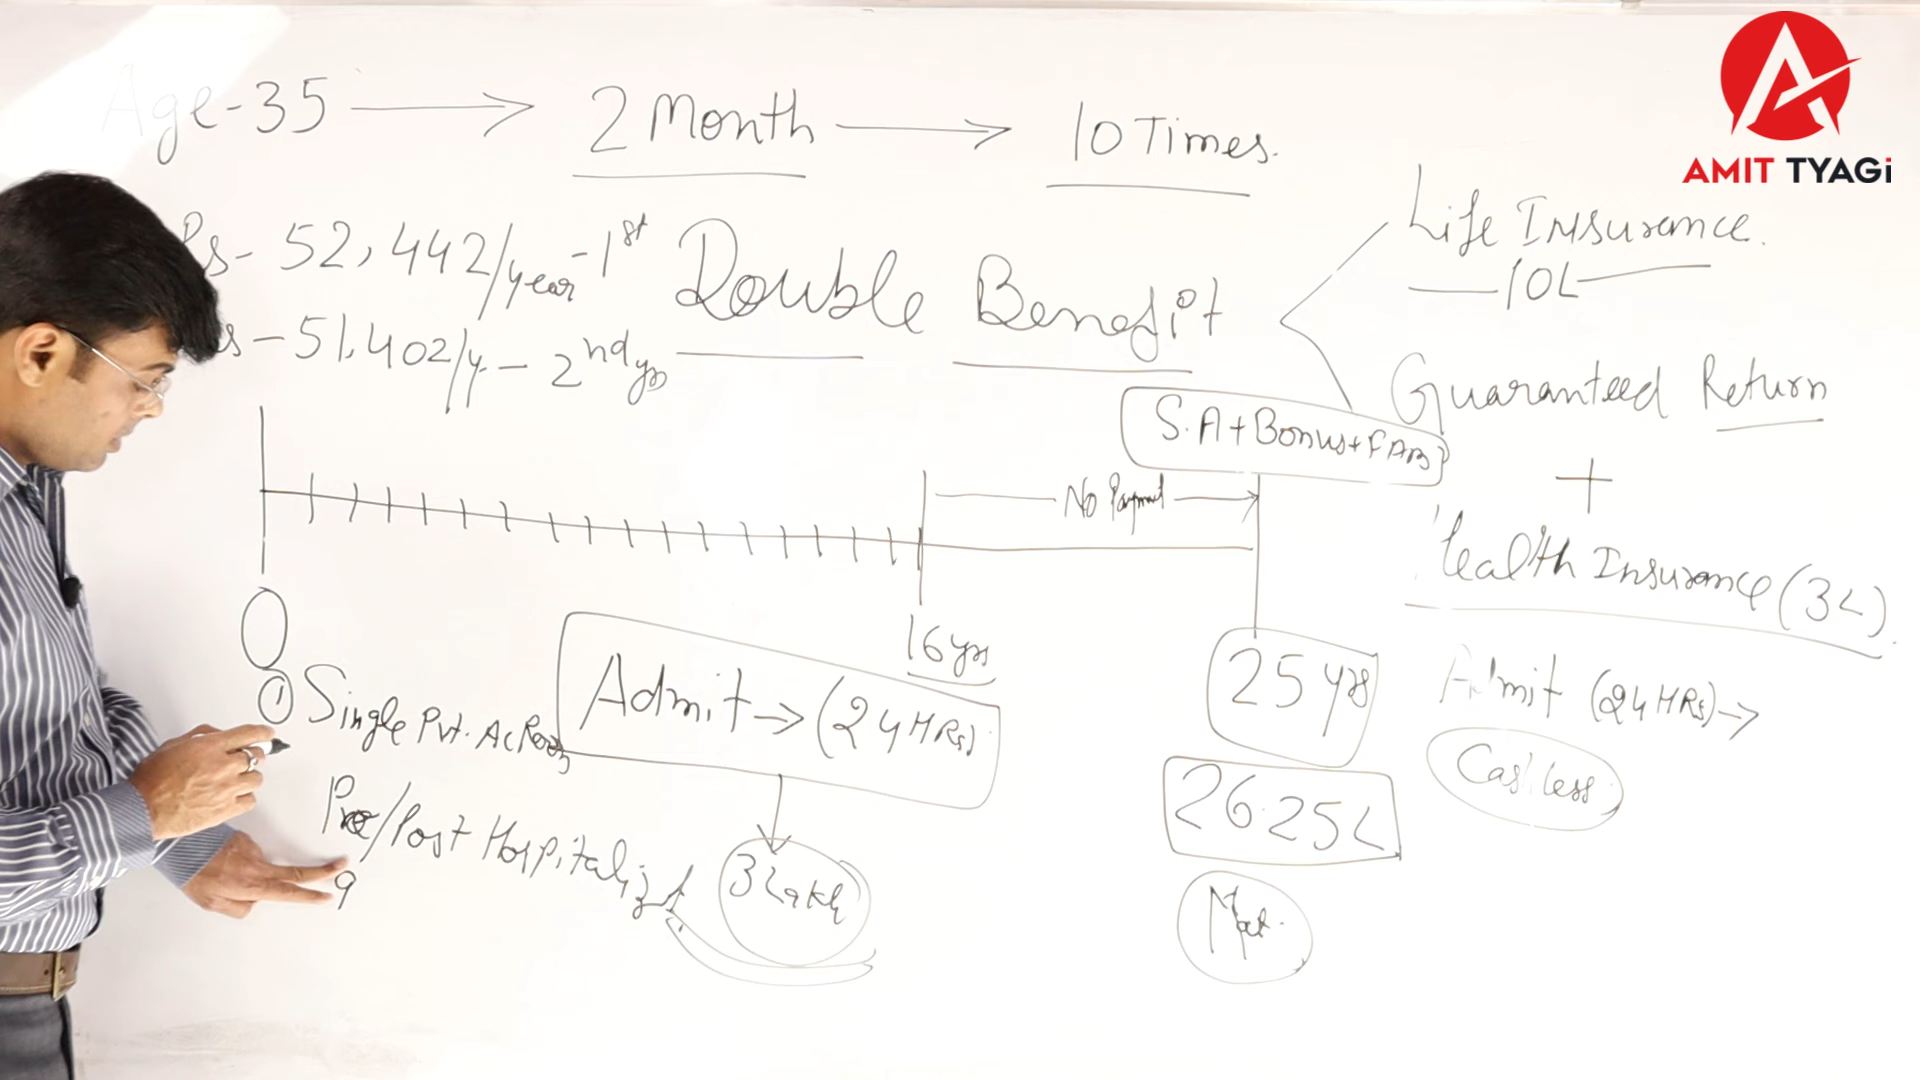 AMIT TYAGi
Age-35 → 2 Month → 10 Times.
Rs- 52,442/year-1st
Double Benefit
Life Insurance.
10L
51,402/y - 2nd yr
Guaranteed Return
S.A+Bonus+FAB
+
No Payment
Health Insurance (3L)
16 yrs
25 yrs
Admit → (24 HRs)
Admit (24 HRs) →
1 Single Pvt. Ac Room
Cashless
26.25L
Pre/Post Hospitaliz
3 Lakh
Mat.
9